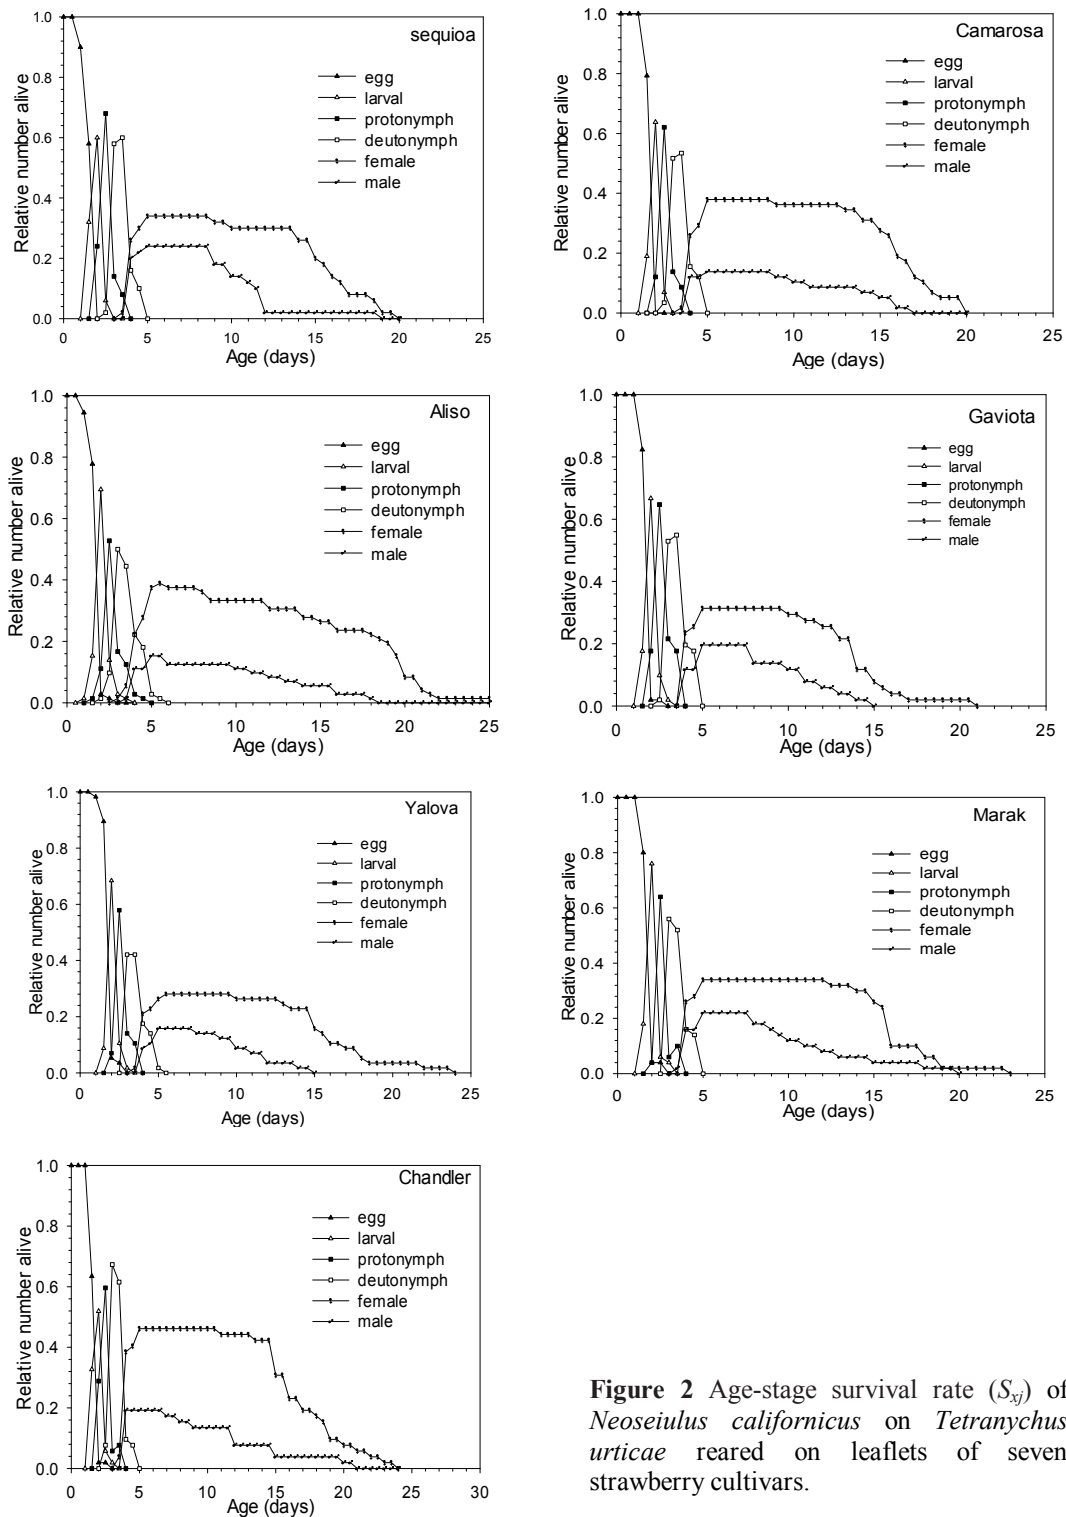 sequioa
egg
larval
protonymph
deutonymph
female
male
Relative number alive
1.0
0.8
0.6
0.4
0.2
0.0
0 5 10 15 20 25
Age (days)
Camarosa
egg
larval
protonymph
deutonymph
female
male
Relative number alive
1.0
0.8
0.6
0.4
0.2
0.0
0 5 10 15 20 25
Age (days)
Aliso
egg
larval
protonymph
deutonymph
female
male
Relative number alive
1.0
0.8
0.6
0.4
0.2
0.0
0 5 10 15 20 25
Age (days)
Gaviota
egg
larval
protonymph
deutonymph
female
male
Relative number alive
1.0
0.8
0.6
0.4
0.2
0.0
0 5 10 15 20 25
Age (days)
Yalova
egg
larval
protonymph
deutonymph
female
male
Relative number alive
1.0
0.8
0.6
0.4
0.2
0.0
0 5 10 15 20 25
Age (days)
Marak
egg
larval
protonymph
deutonymph
female
male
Relative number alive
1.0
0.8
0.6
0.4
0.2
0.0
0 5 10 15 20 25
Age (days)
Chandler
egg
larval
protonymph
deutonymph
female
male
Relative number alive
1.0
0.8
0.6
0.4
0.2
0.0
0 5 10 15 20 25 30
Age (days)
Figure 2 Age-stage survival rate (Sxj) of
Neoseiulus californicus on Tetranychus
urticae reared on leaflets of seven
strawberry cultivars.